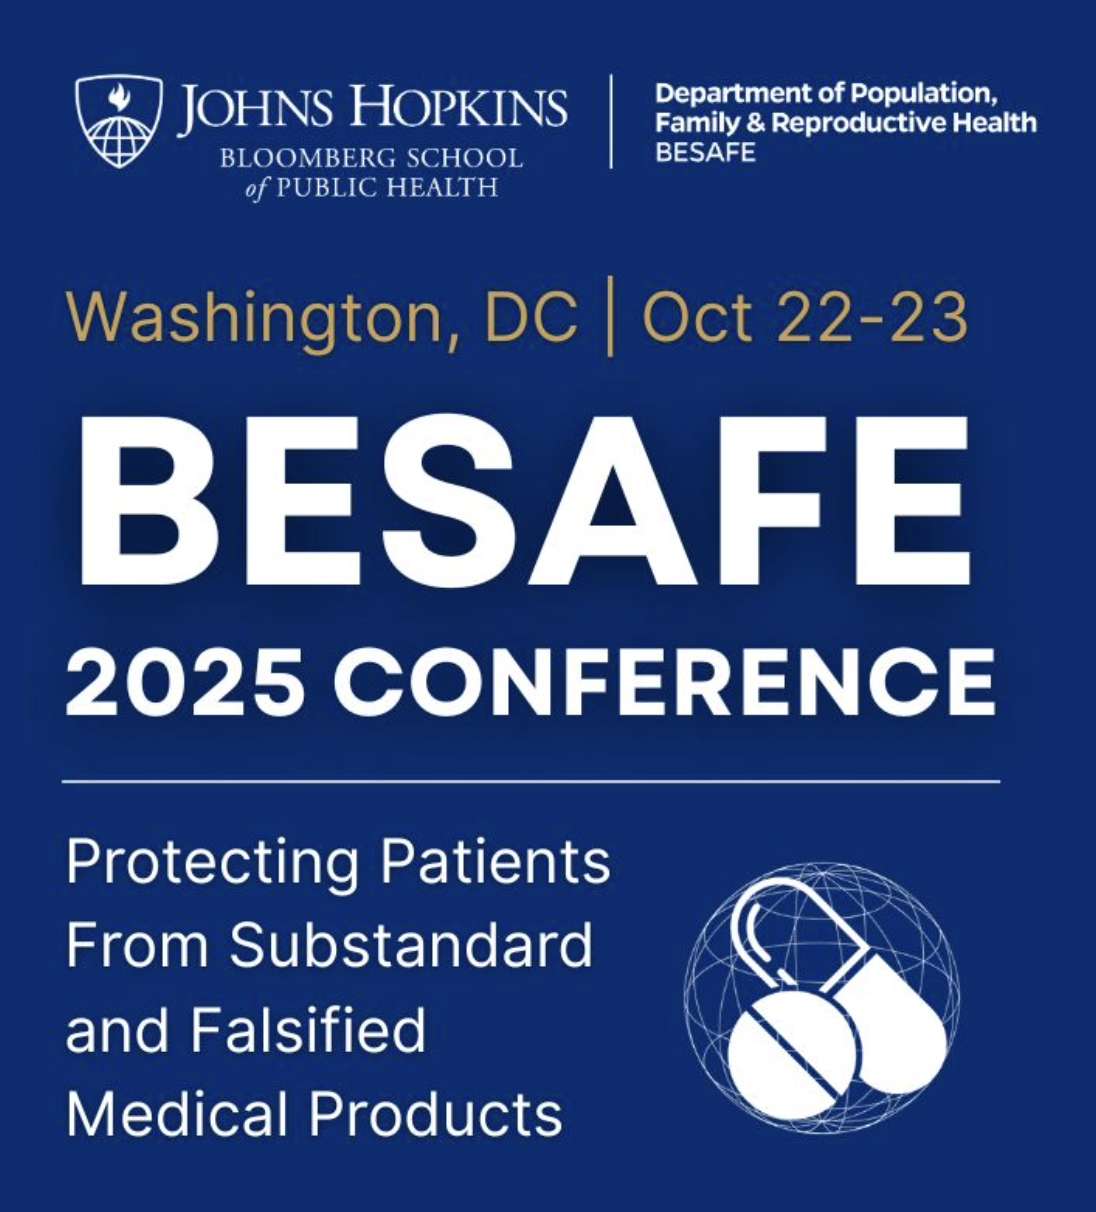 JOHNS HOPKINS
BLOOMBERG SCHOOL
of PUBLIC HEALTH
Department of Population,
Family & Reproductive Health
BESAFE
Washington, DC | Oct 22-23
BESAFE
2025 CONFERENCE
Protecting Patients
From Substandard
and Falsified
Medical Products